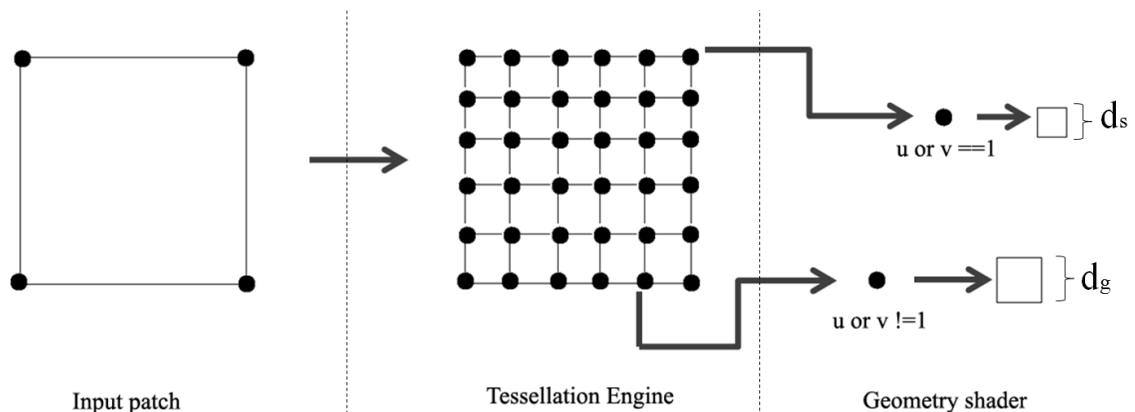 u or v ==1
ds
u or v !=1
dg
Input patch
Tessellation Engine
Geometry shader